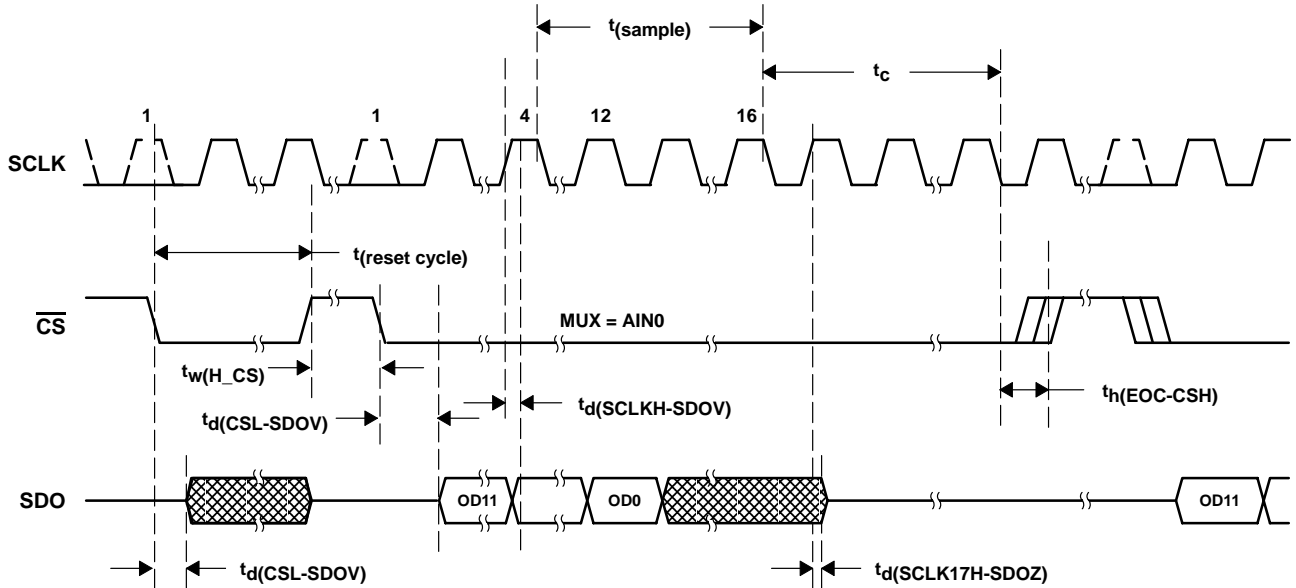 t(sample)
tc
1 1 4 12 16
SCLK
t(reset cycle)
CS
MUX = AIN0
tw(H_CS)
td(CSL-SDOV)
td(SCLKH-SDOV)
th(EOC-CSH)
SDO
OD11 OD0 OD11
td(CSL-SDOV)
td(SCLK17H-SDOZ)